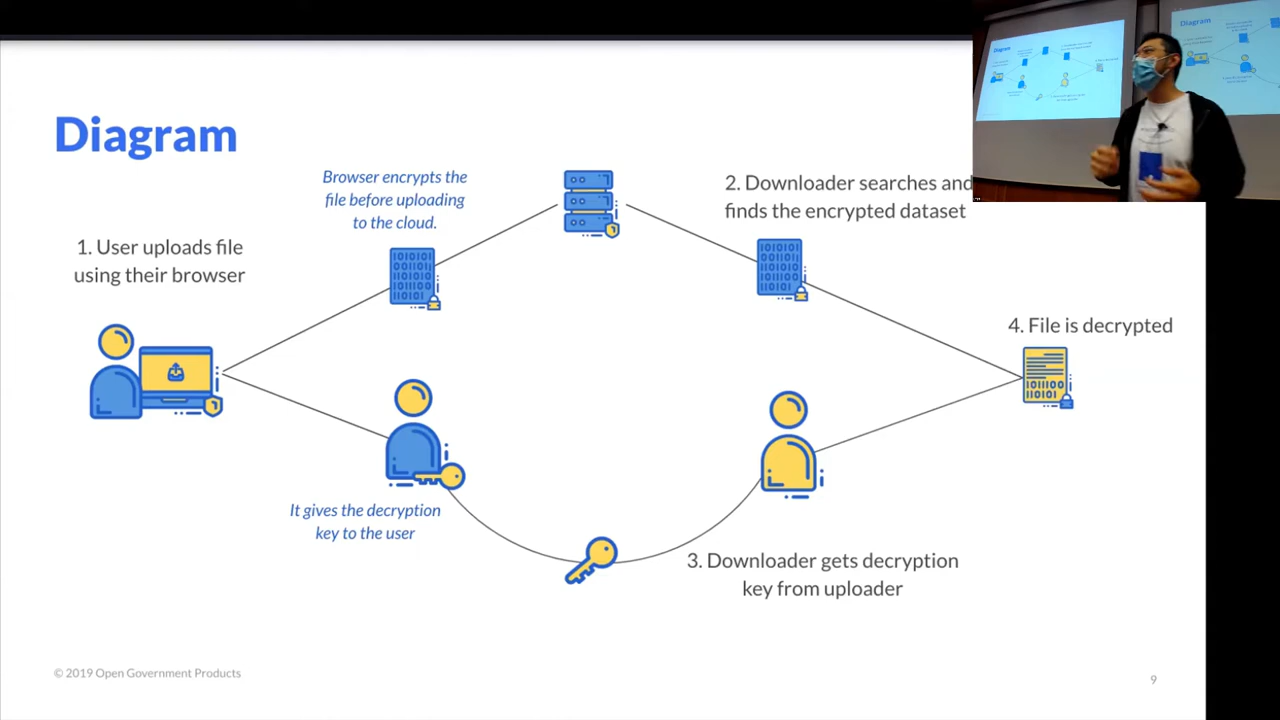 Diagram
Browser encrypts the
file before uploading
to the cloud.
1. User uploads file
using their browser
2. Downloader searches and
finds the encrypted dataset
4. File is decrypted
It gives the decryption
key to the user
3. Downloader gets decryption
key from uploader
© 2019 Open Government Products
9
Diagram
Diagram